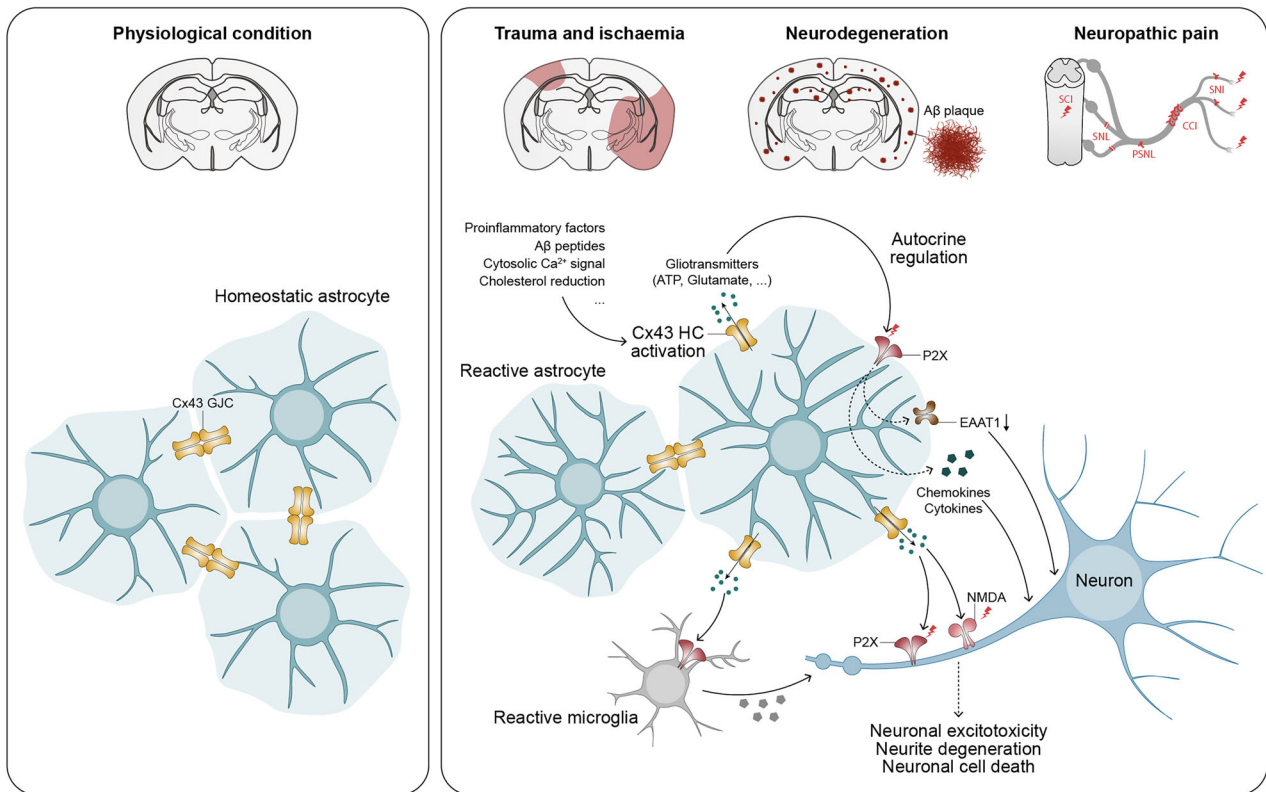 Physiological condition
Homeostatic astrocyte
Cx43 GJC
Trauma and ischaemia
Neurodegeneration
Neuropathic pain
Aβ plaque
SCI
SNL
PSNL
CCI
SNI
Proinflammatory factors
Aβ peptides
Cytosolic Ca²⁺ signal
Cholesterol reduction
...
Gliotransmitters
(ATP, Glutamate, ...)
Autocrine
regulation
Cx43 HC
activation
P2X
Reactive astrocyte
EAAT1↓
Chemokines
Cytokines
Neuron
NMDA
P2X
Reactive microglia
Neuronal excitotoxicity
Neurite degeneration
Neuronal cell death